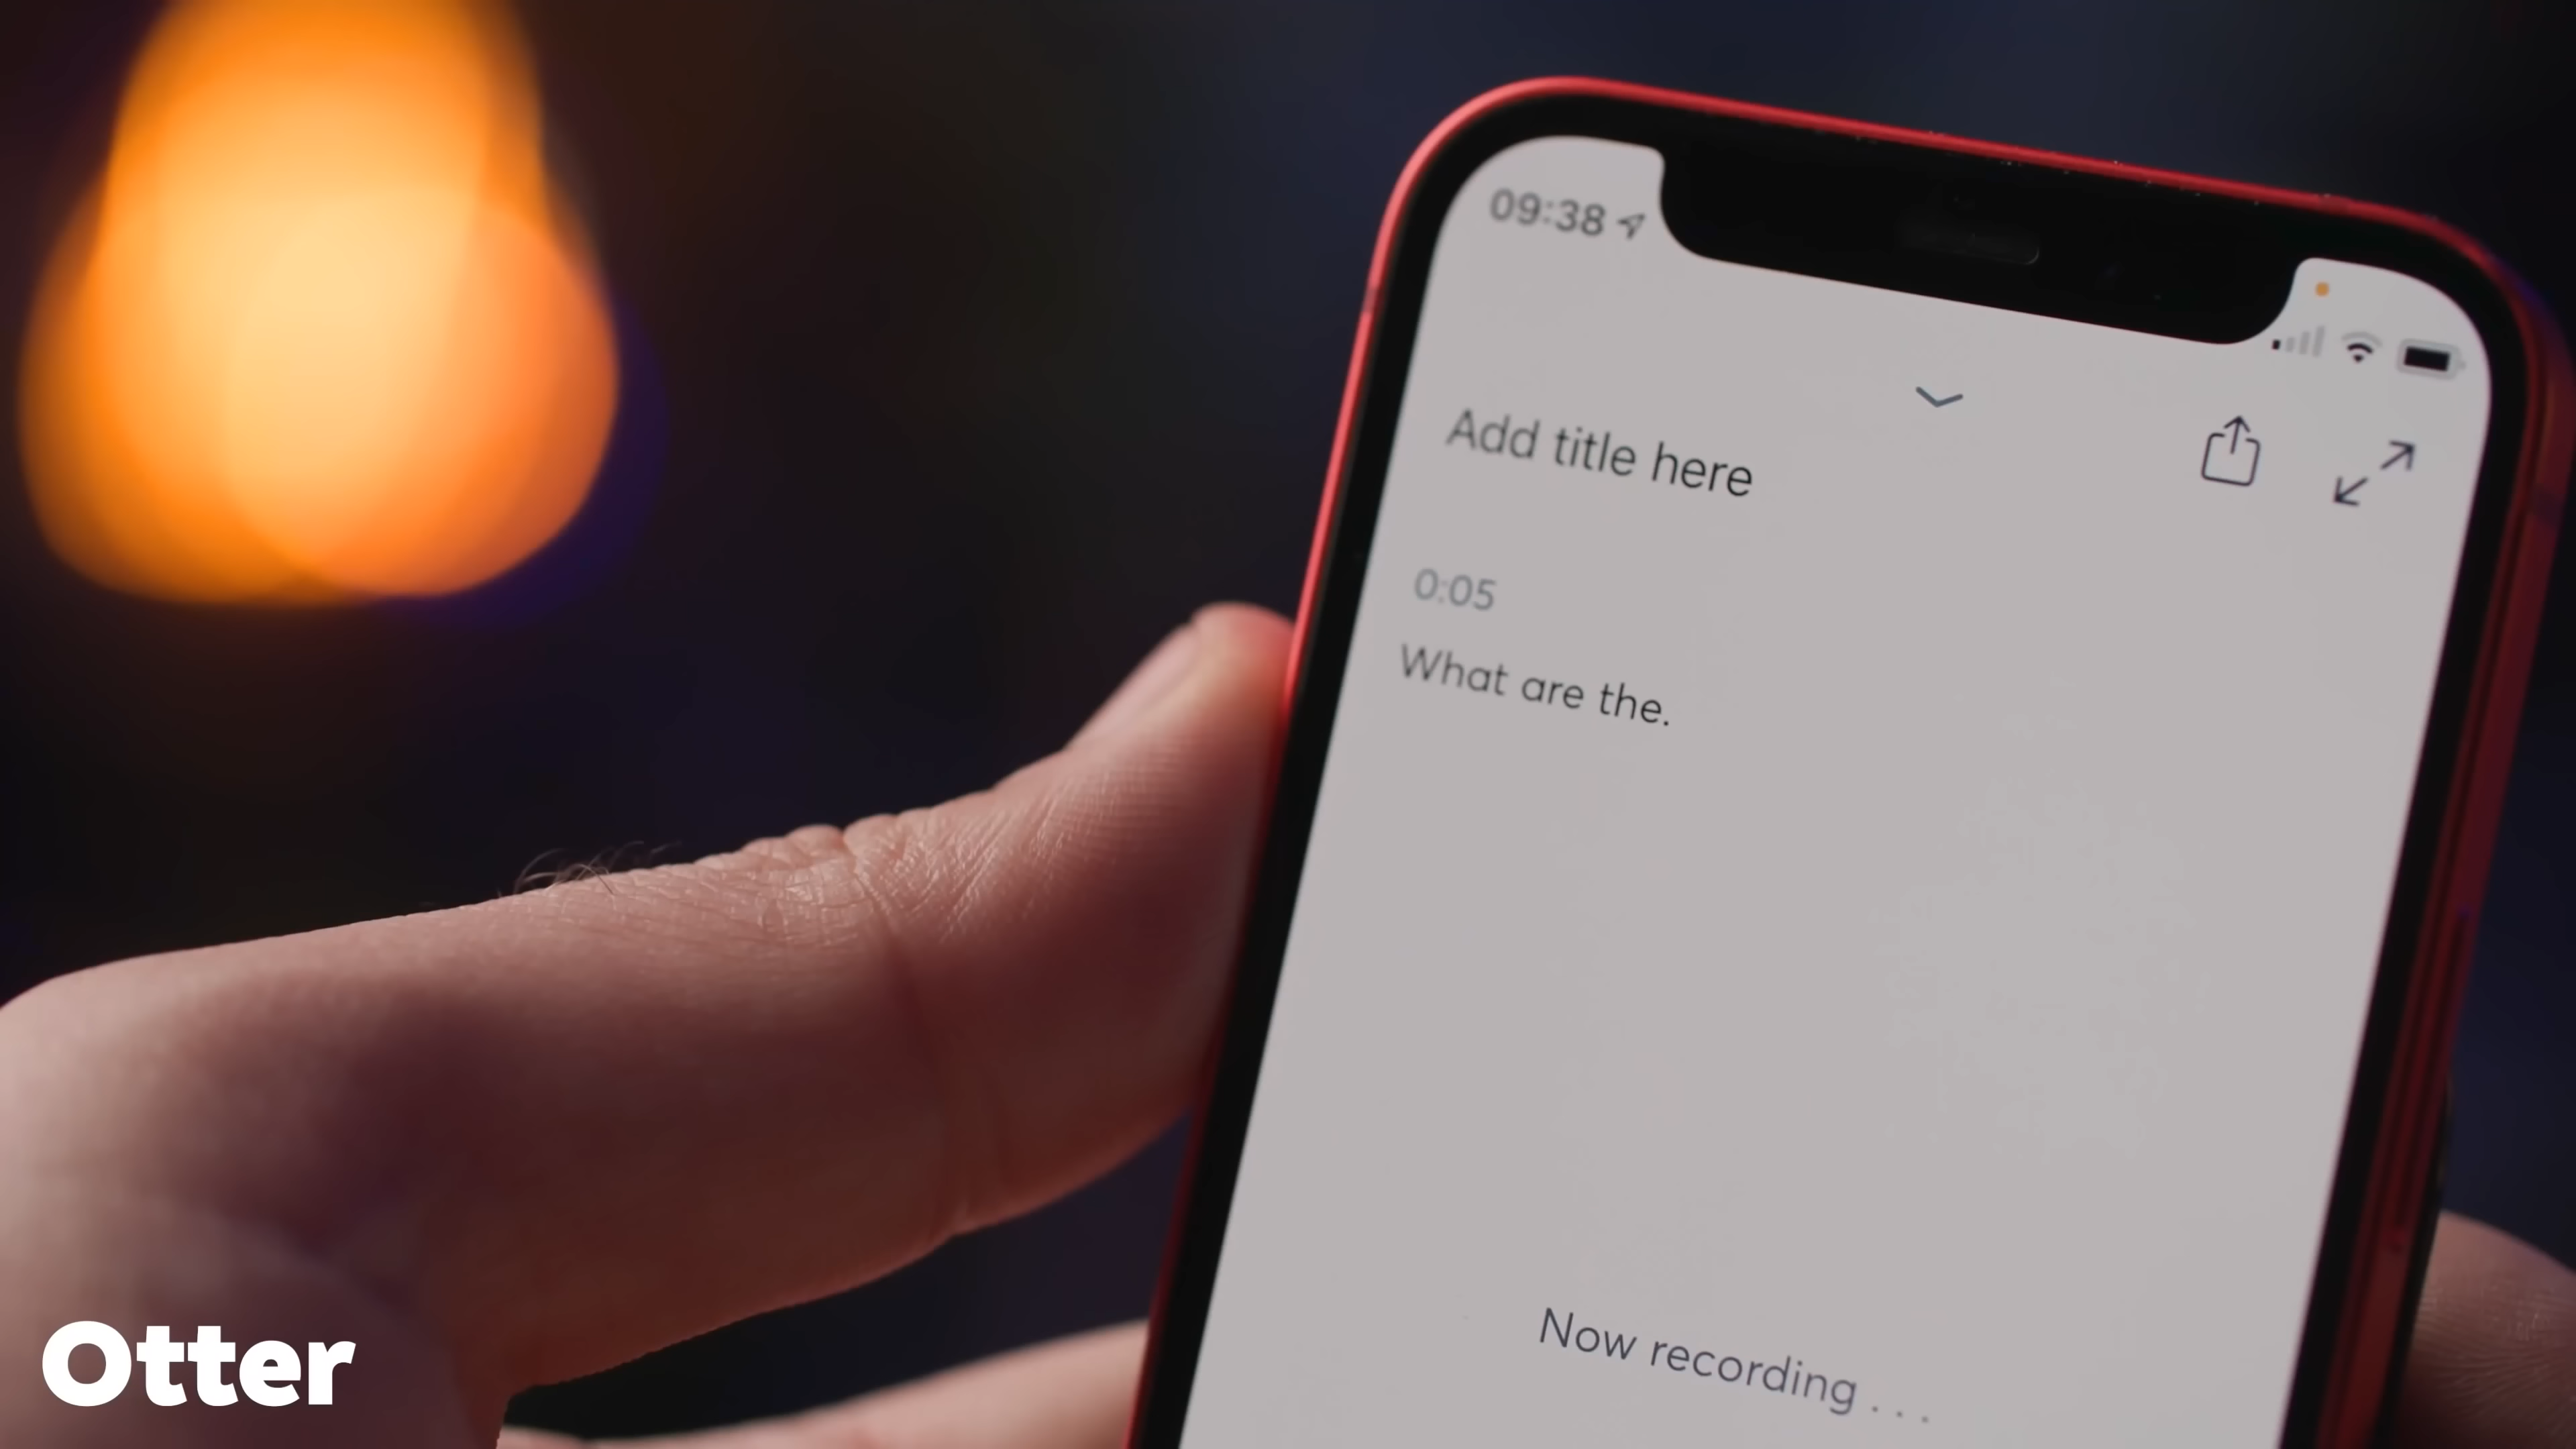 09:38
Add title here
0:05
What are the.
Now recording . . .
Otter